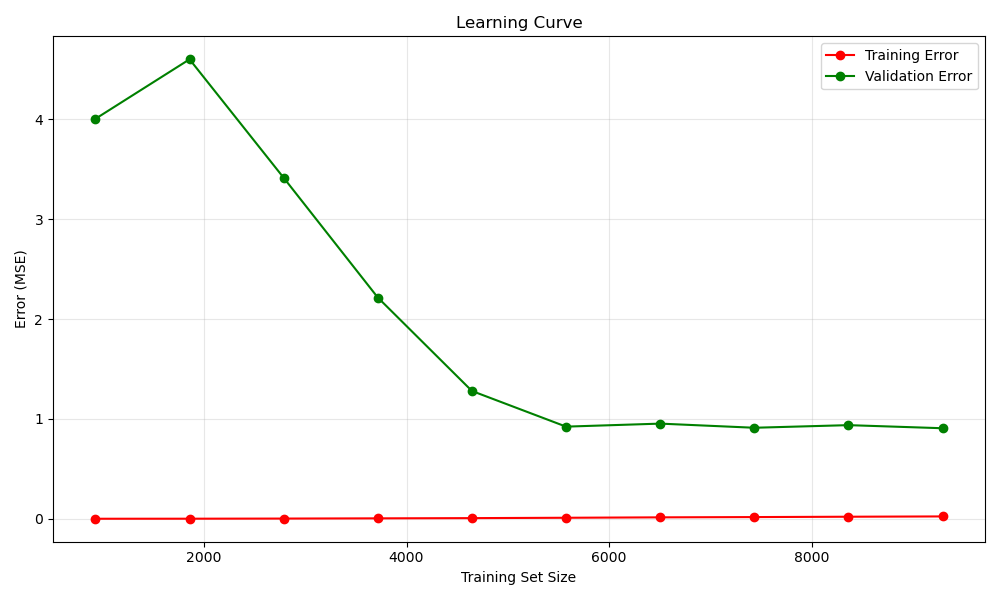 Learning Curve
Training Error
Validation Error
Error (MSE)
4
3
2
1
0
2000
4000
6000
8000
Training Set Size